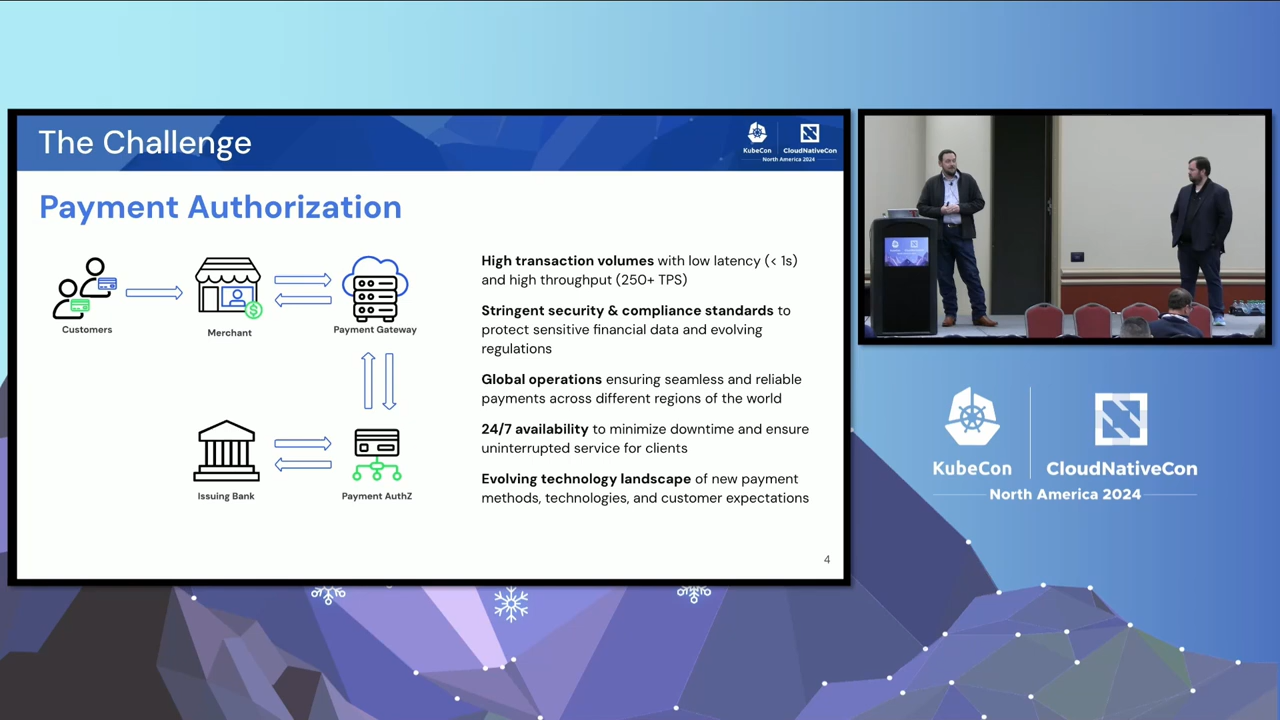 The Challenge
KubeCon
CloudNativeCon
North America 2024
Payment Authorization
Customers
Merchant
$
Payment Gateway
Issuing Bank
Payment AuthZ
High transaction volumes with low latency (< 1s)
and high throughput (250+ TPS)
Stringent security & compliance standards to
protect sensitive financial data and evolving
regulations
Global operations ensuring seamless and reliable
payments across different regions of the world
24/7 availability to minimize downtime and ensure
uninterrupted service for clients
Evolving technology landscape of new payment
methods, technologies, and customer expectations
4
KubeCon
CloudNativeCon
North America 2024